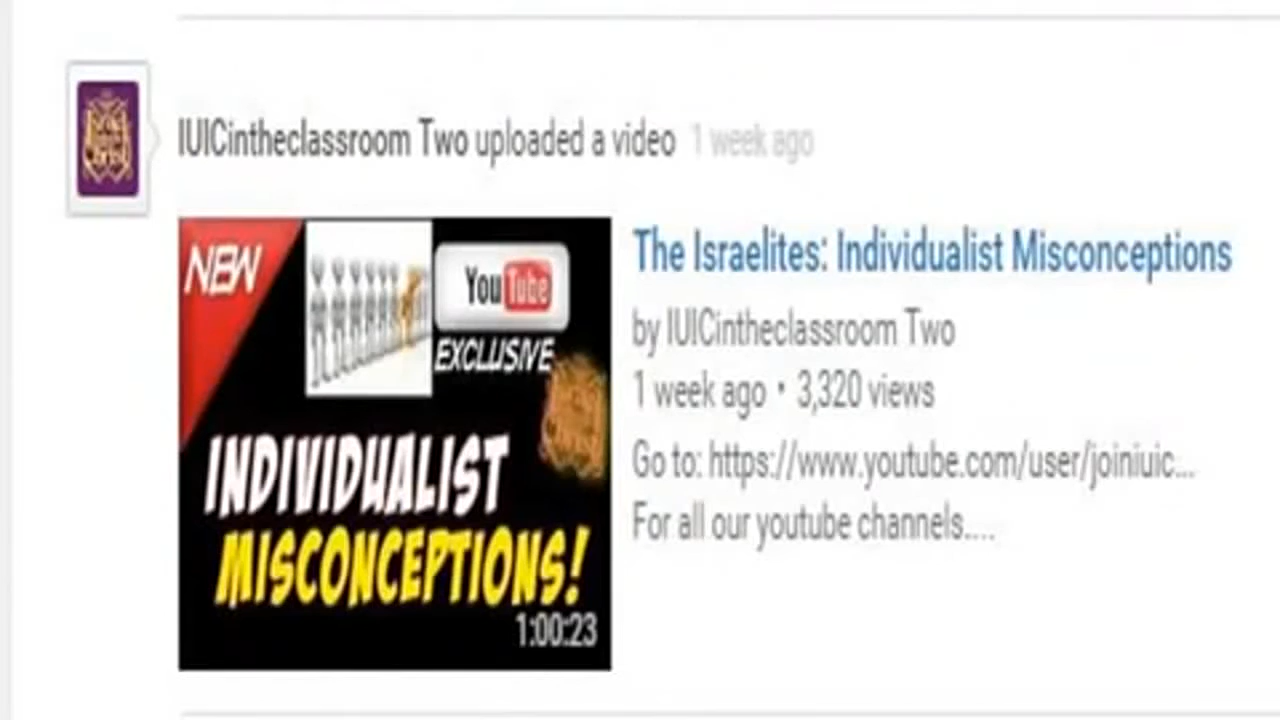 IUICintheclassroom Two uploaded a video 1 week ago
NEW
You Tube
EXCLUSIVE
INDIVIDUALIST
MISCONCEPTIONS!
1:00:23
The Israelites: Individualist Misconceptions
by IUICintheclassroom Two
1 week ago • 3,320 views
Go to: https://www.youtube.com/user/joiniuic...
For all our youtube channels....